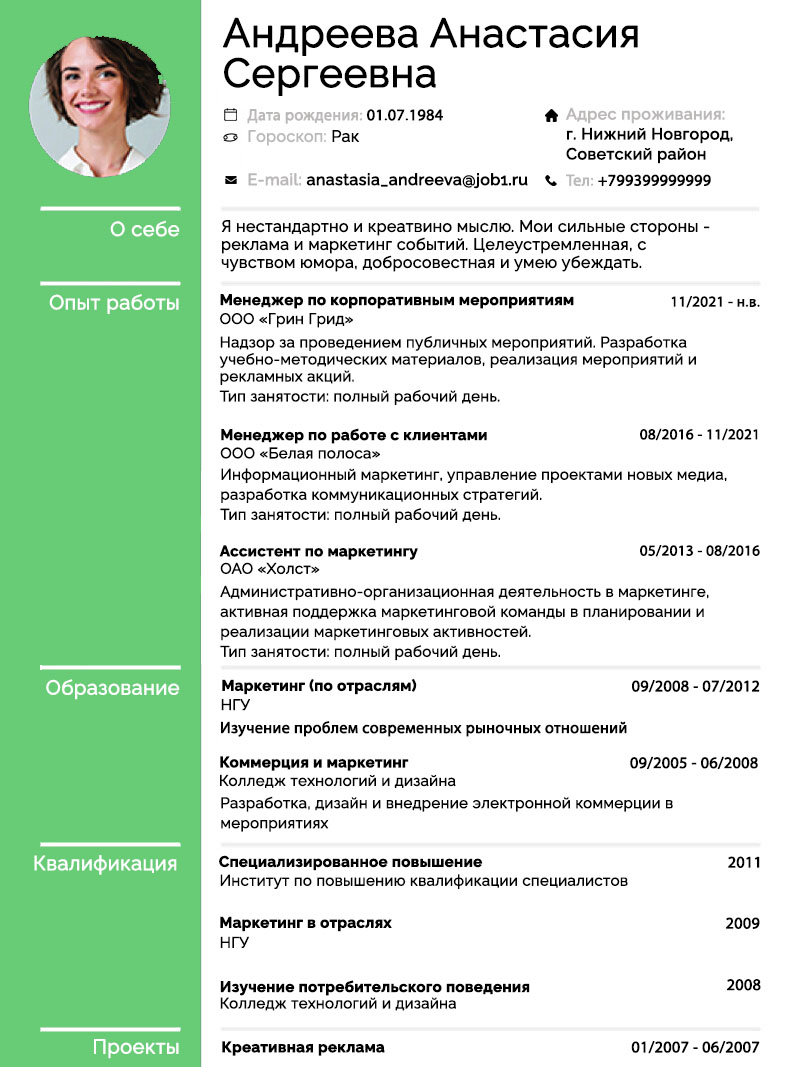 Андреева Анастасия
Сергеевна
Дата рождения: 01.07.1984
Гороскоп: Рак
Адрес проживания:
г. Нижний Новгород,
Советский район
E-mail: anastasia_andreeva@job1.ru
Тел: +799399999999
О себе
Я нестандартно и креатвино мыслю. Мои сильные стороны -
реклама и маркетинг событий. Целеустремленная, с
чувством юмора, добросовестная и умею убеждать.
Опыт работы
Менеджер по корпоративным мероприятиям 11/2021 - н.в.
ООО «Грин Грид»
Надзор за проведением публичных мероприятий. Разработка
учебно-методических материалов, реализация мероприятий и
рекламных акций.
Тип занятости: полный рабочий день.
Менеджер по работе с клиентами 08/2016 - 11/2021
ООО «Белая полоса»
Информационный маркетинг, управление проектами новых медиа,
разработка коммуникационных стратегий.
Тип занятости: полный рабочий день.
Ассистент по маркетингу 05/2013 - 08/2016
ОАО «Холст»
Административно-организационная деятельность в маркетинге,
активная поддержка маркетинговой команды в планировании и
реализации маркетинговых активностей.
Тип занятости: полный рабочий день.
Образование
Маркетинг (по отраслям) 09/2008 - 07/2012
НГУ
Изучение проблем современных рыночных отношений
Коммерция и маркетинг 09/2005 - 06/2008
Колледж технологий и дизайна
Разработка, дизайн и внедрение электронной коммерции в
мероприятиях
Квалификация
Специализированное повышение 2011
Институт по повышению квалификации специалистов
Маркетинг в отраслях 2009
НГУ
Изучение потребительского поведения 2008
Колледж технологий и дизайна
Проекты
Креативная реклама 01/2007 - 06/2007